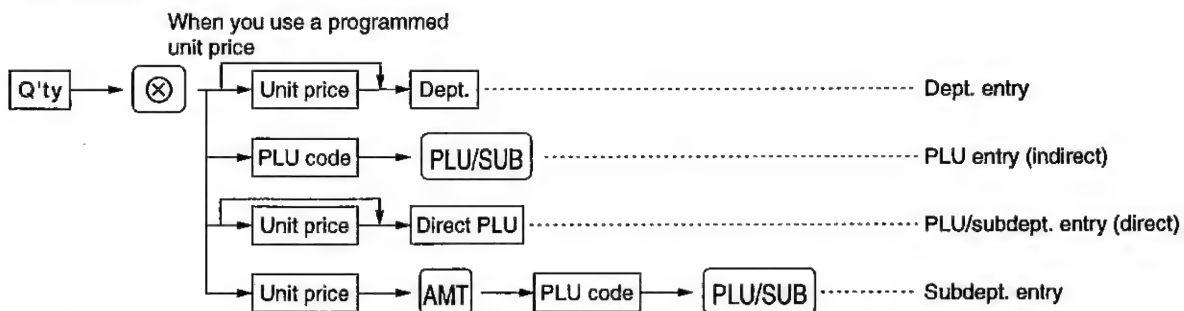 When you use a programmed
unit price
Q'ty ⊗ Unit price Dept. Dept. entry
PLU code PLU/SUB PLU entry (indirect)
Unit price Direct PLU PLU/subdept. entry (direct)
Unit price AMT PLU code PLU/SUB Subdept. entry